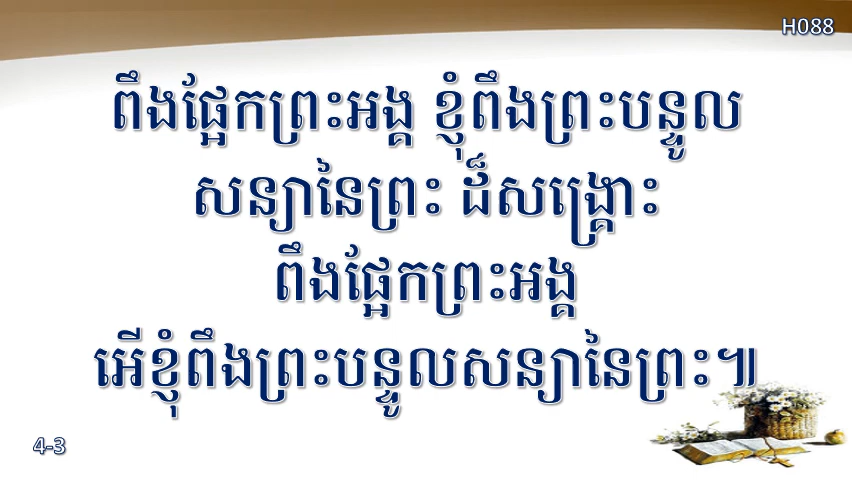 H088
ពឹងផ្អែកព្រះអង្គ ខ្ញុំពឹងព្រះបន្ទូល
សន្យានៃព្រះ ដ៏សង្គ្រោះ
ពឹងផ្អែកព្រះអង្គ
អើខ្ញុំពឹងព្រះបន្ទូលសន្យានៃព្រះ៕
4-3